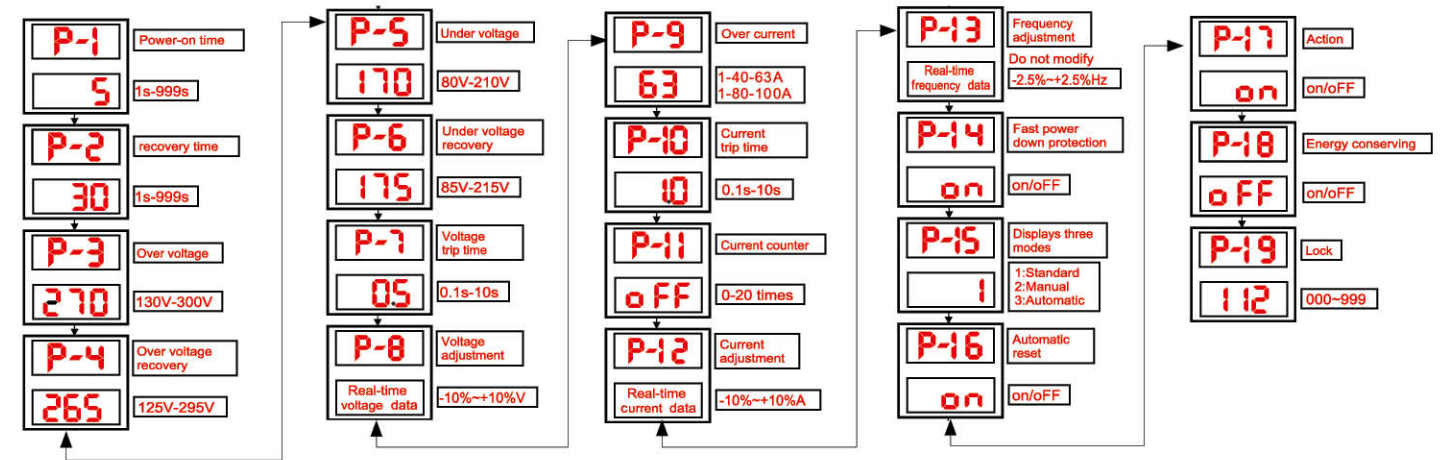 P-1
Power-on time
5
1s-999s
P-2
recovery time
30
1s-999s
P-3
Over voltage
270
130V-300V
P-4
Over voltage
recovery
265
125V-295V
P-5
Under voltage
170
80V-210V
P-6
Under voltage
recovery
175
85V-215V
P-7
Voltage
trip time
0.5
0.1s-10s
P-8
Voltage
adjustment
Real-time
voltage data
-10%~+10%V
P-9
Over current
63
1-40-63A
1-80-100A
P-10
Current
trip time
1.0
0.1s-10s
P-11
Current counter
oFF
0-20 times
P-12
Current
adjustment
Real-time
current data
-10%~+10%A
P-13
Frequency
adjustment
Do not modify
Real-time
frequency data
-2.5%~+2.5%Hz
P-14
Fast power
down protection
on
on/oFF
P-15
Displays three
modes
1
1:Standard
2:Manual
3:Automatic
P-16
Automatic
reset
on
on/oFF
P-17
Action
on
on/oFF
P-18
Energy conserving
oFF
on/oFF
P-19
Lock
112
000~999